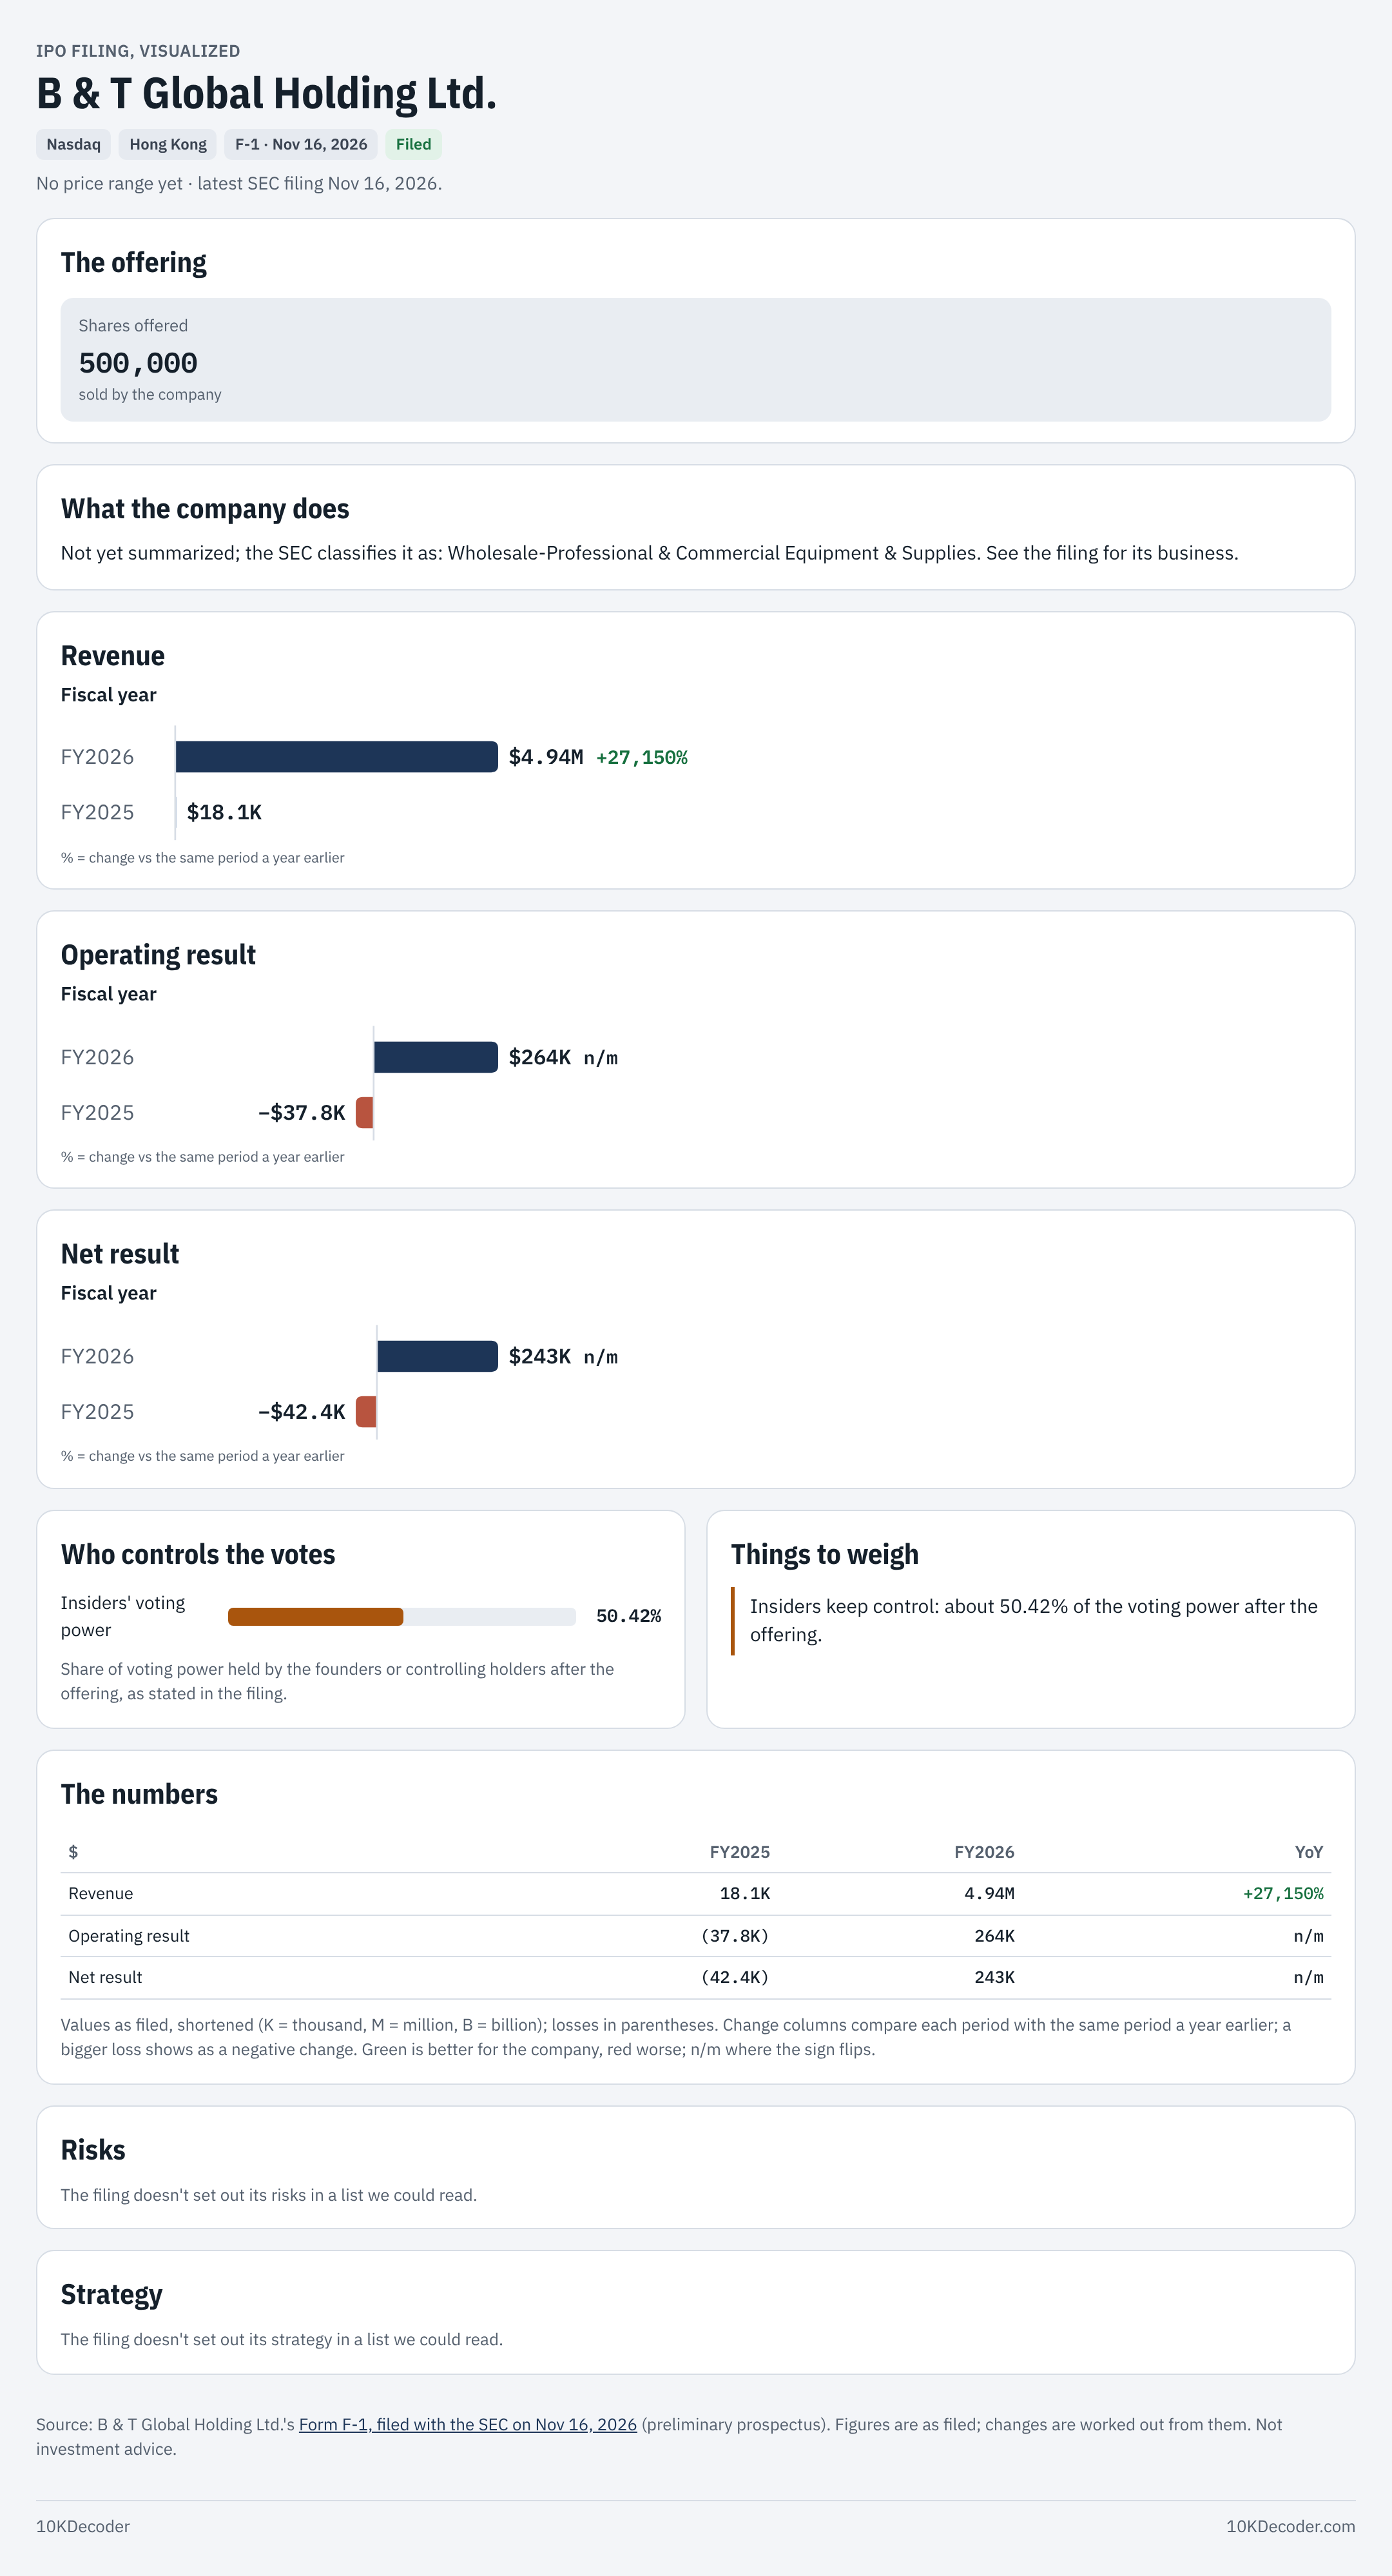 IPO FILING, VISUALIZED
B & T Global Holding Ltd.
Nasdaq Hong Kong F-1 · Nov 16, 2026 Filed
No price range yet · latest SEC filing Nov 16, 2026.
The offering
Shares offered
500,000
sold by the company
What the company does
Not yet summarized; the SEC classifies it as: Wholesale-Professional & Commercial Equipment & Supplies. See the filing for its business.
Revenue
Fiscal year
FY2026 $4.94M +27,150%
FY2025 $18.1K
% = change vs the same period a year earlier
Operating result
Fiscal year
FY2026 $264K n/m
FY2025 −$37.8K
% = change vs the same period a year earlier
Net result
Fiscal year
FY2026 $243K n/m
FY2025 −$42.4K
% = change vs the same period a year earlier
Who controls the votes
Insiders' voting
power
50.42%
Share of voting power held by the founders or controlling holders after the
offering, as stated in the filing.
Things to weigh
Insiders keep control: about 50.42% of the voting power after the
offering.
The numbers
$ FY2025 FY2026 YoY
Revenue 18.1K 4.94M +27,150%
Operating result (37.8K) 264K n/m
Net result (42.4K) 243K n/m
Values as filed, shortened (K = thousand, M = million, B = billion); losses in parentheses. Change columns compare each period with the same period a year earlier; a
bigger loss shows as a negative change. Green is better for the company, red worse; n/m where the sign flips.
Risks
The filing doesn't set out its risks in a list we could read.
Strategy
The filing doesn't set out its strategy in a list we could read.
Source: B & T Global Holding Ltd.'s Form F-1, filed with the SEC on Nov 16, 2026 (preliminary prospectus). Figures are as filed; changes are worked out from them. Not
investment advice.
10KDecoder 10KDecoder.com